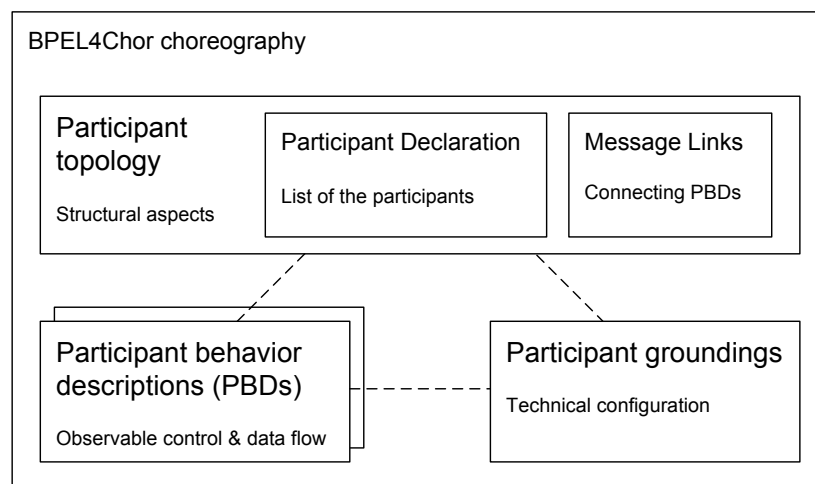 BPEL4Chor choreography
Participant
topology
Structural aspects
Participant Declaration
List of the participants
Message Links
Connecting PBDs
Participant behavior
descriptions (PBDs)
Observable control & data flow
Participant groundings
Technical configuration